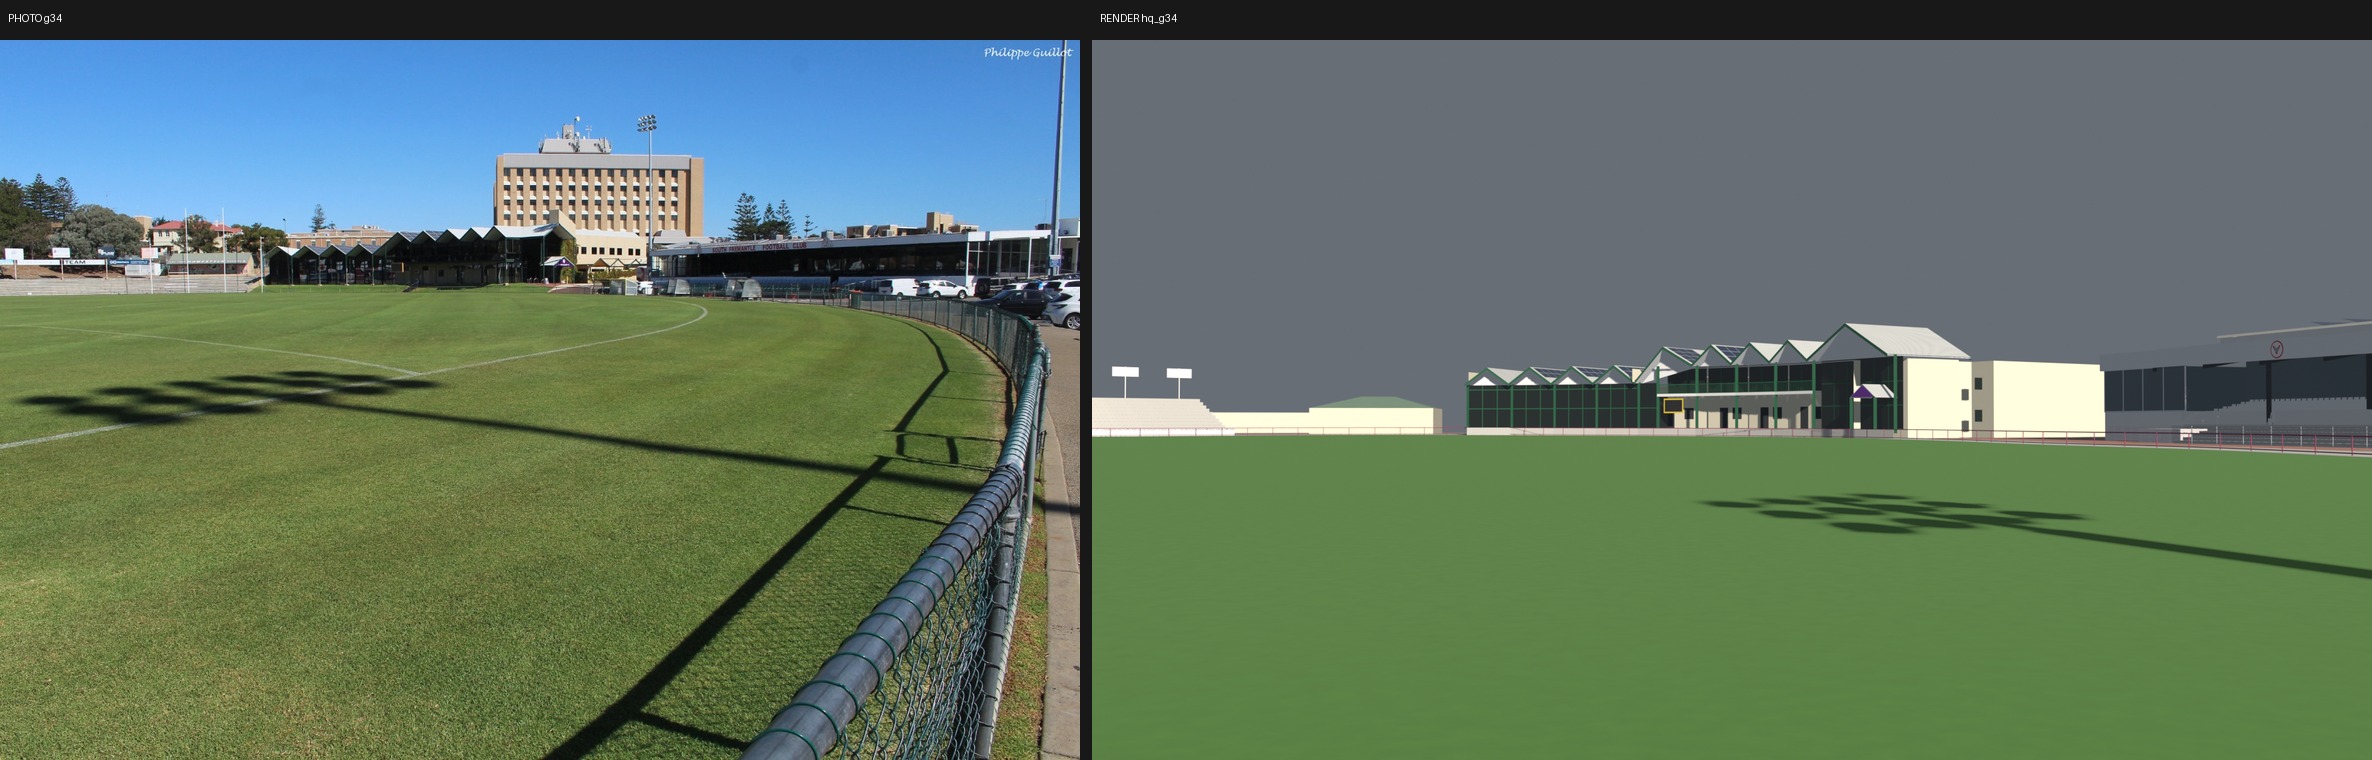 PHOTO g34
RENDER hq_g34
Philippe Guillot
SOUTH FREMANTLE FOOTBALL CLUB
TEAM